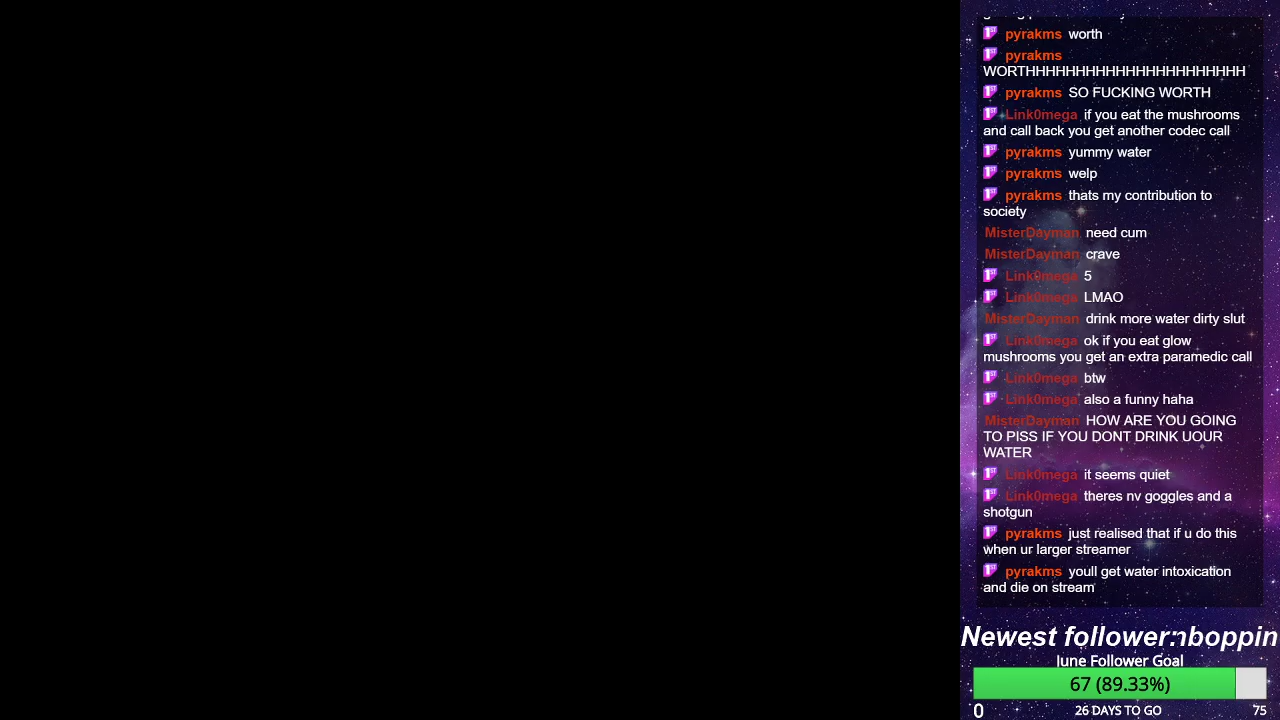 pyrakms worth
pyrakms
WORTHHHHHHHHHHHHHHHHHHHHHH
pyrakms SO FUCKING WORTH
Link0mega if you eat the mushrooms
and call back you get another codec call
pyrakms yummy water
pyrakms welp
pyrakms thats my contribution to
society
MisterDayman need cum
MisterDayman crave
Link0mega 5
Link0mega LMAO
MisterDayman drink more water dirty slut
Link0mega ok if you eat glow
mushrooms you get an extra paramedic call
Link0mega btw
Link0mega also a funny haha
MisterDayman HOW ARE YOU GOING
TO PISS IF YOU DONT DRINK UOUR
WATER
Link0mega it seems quiet
Link0mega theres nv goggles and a
shotgun
pyrakms just realised that if u do this
when ur larger streamer
pyrakms youll get water intoxication
and die on stream
Newest follower:nboppin
June Follower Goal
67 (89.33%)
0 26 DAYS TO GO 75